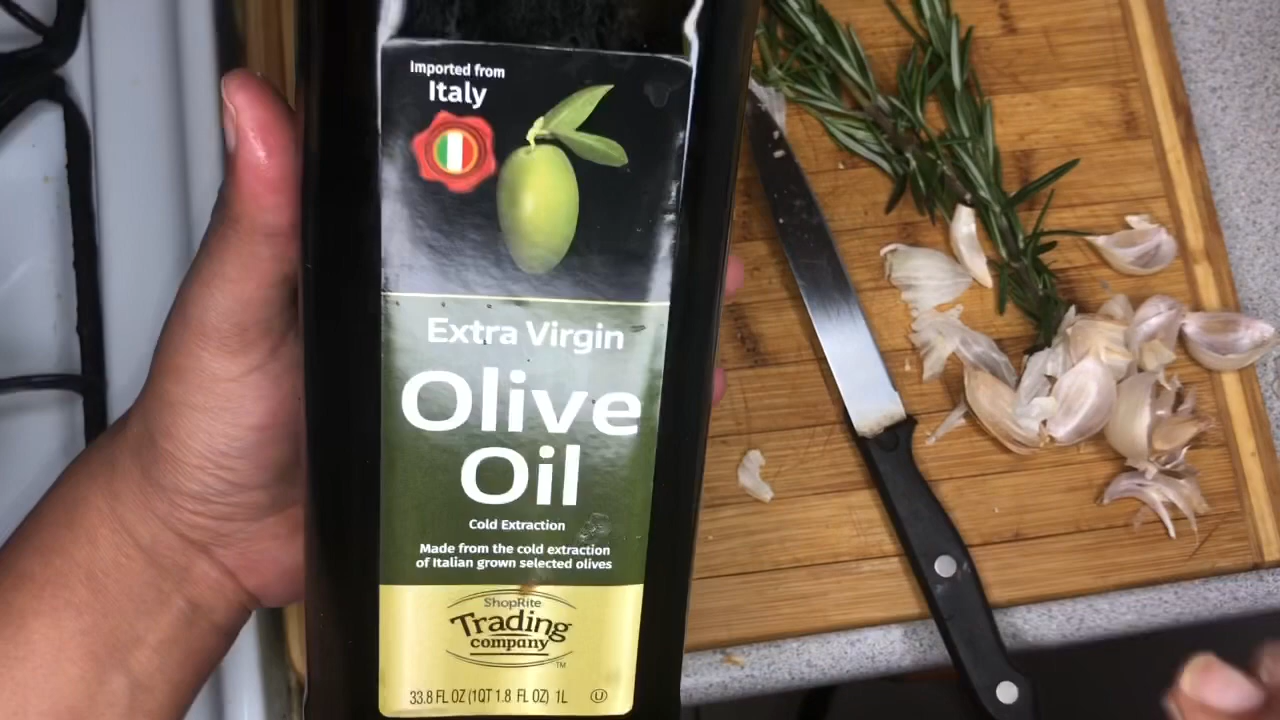 Imported from
Italy
Extra Virgin
Olive
Oil
Cold Extraction
Made from the cold extraction
of Italian grown selected olives
ShopRite
Trading
company
TM
33.8 FL OZ (1QT 1.8 FL OZ) 1L
U